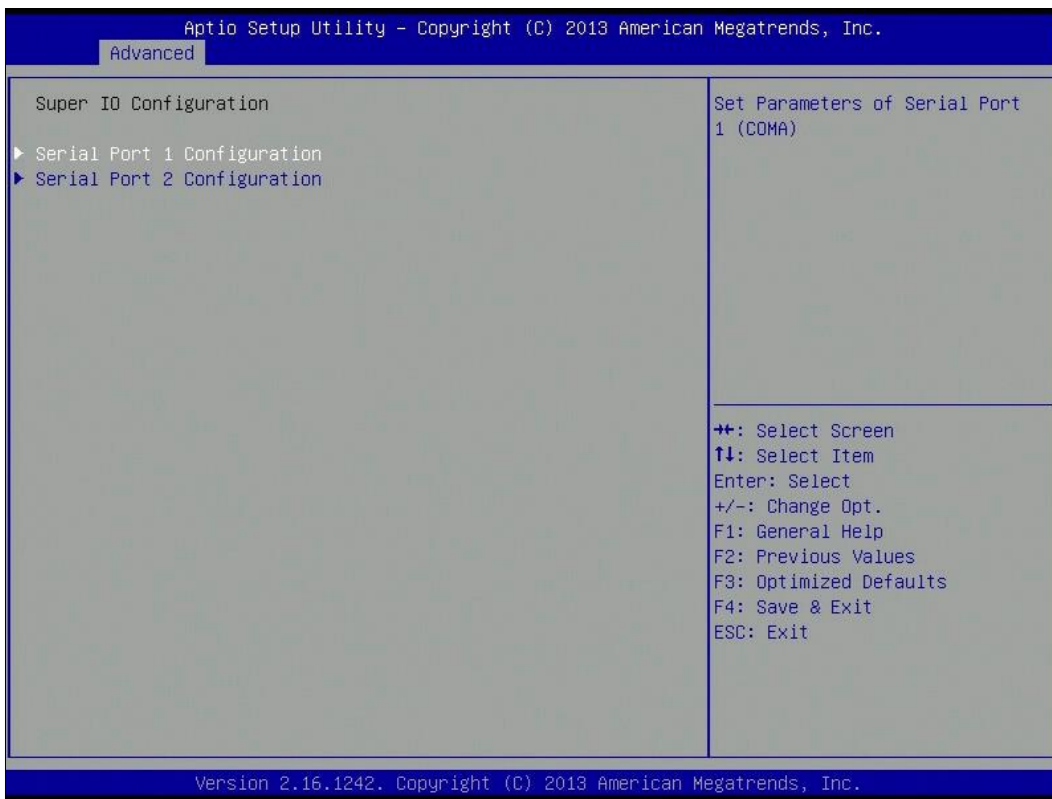 Aptio Setup Utility – Copyright (C) 2013 American Megatrends, Inc.
Advanced
Super IO Configuration
▶ Serial Port 1 Configuration
▶ Serial Port 2 Configuration
Set Parameters of Serial Port
1 (COMA)
→←: Select Screen
↑↓: Select Item
Enter: Select
+/-: Change Opt.
F1: General Help
F2: Previous Values
F3: Optimized Defaults
F4: Save & Exit
ESC: Exit
Version 2.16.1242. Copyright (C) 2013 American Megatrends, Inc.